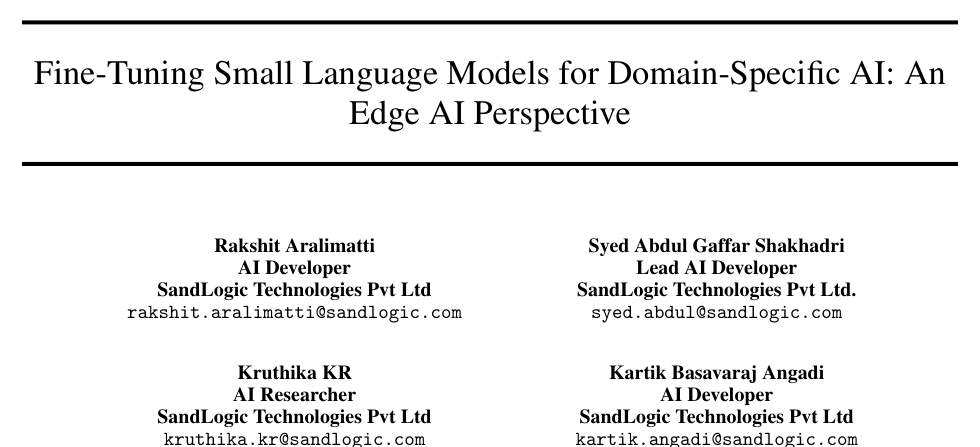 Fine-Tuning Small Language Models for Domain-Specific AI: An
Edge AI Perspective
Rakshit Aralimatti
AI Developer
SandLogic Technologies Pvt Ltd
rakshit.aralimatti@sandlogic.com
Syed Abdul Gaffar Shakhadri
Lead AI Developer
SandLogic Technologies Pvt Ltd.
syed.abdul@sandlogic.com
Kruthika KR
AI Researcher
SandLogic Technologies Pvt Ltd
kruthika.kr@sandlogic.com
Kartik Basavaraj Angadi
AI Developer
SandLogic Technologies Pvt Ltd
kartik.angadi@sandlogic.com